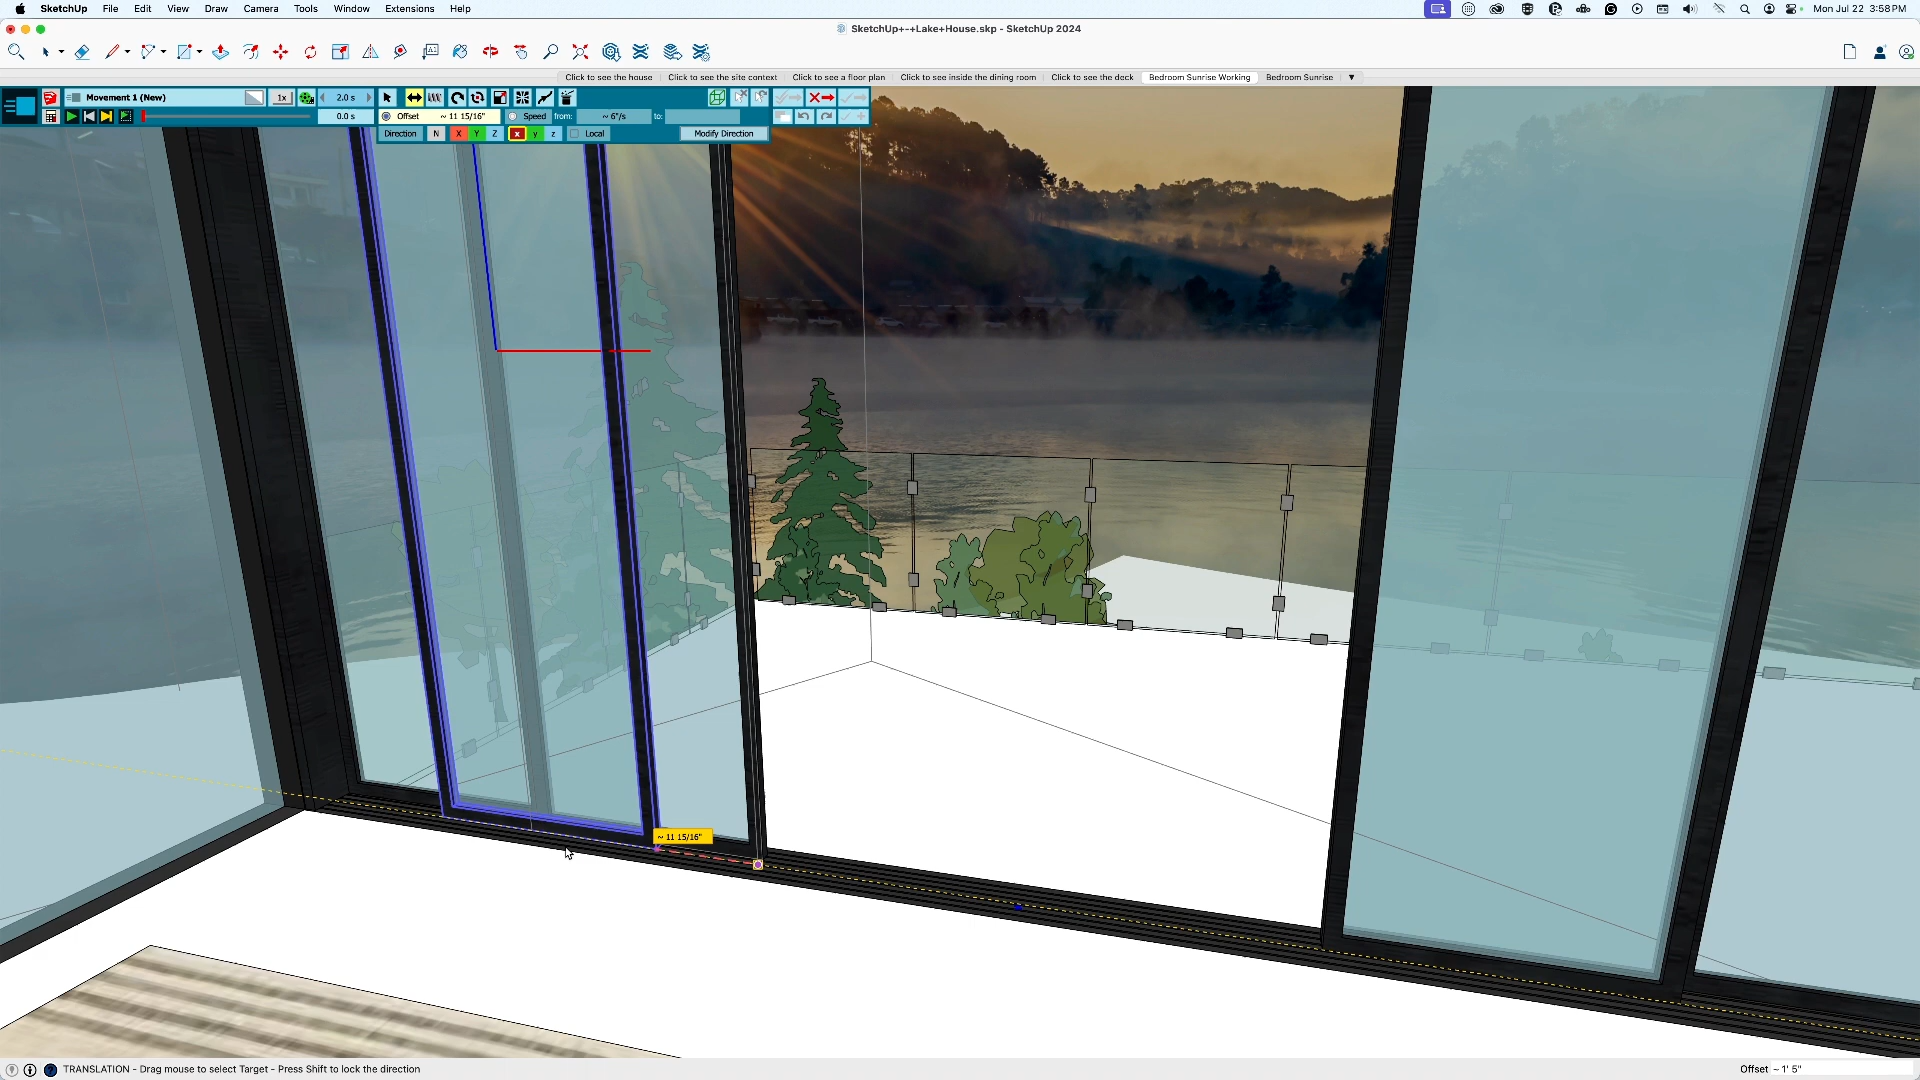 SketchUp File Edit View Draw Camera Tools Window Extensions Help Mon Jul 22 3:58 PM
SketchUp+-+Lake+House.skp - SketchUp 2024
Click to see the house Click to see the site context Click to see a floor plan Click to see inside the dining room Click to see the deck Bedroom Sunrise Working Bedroom Sunrise
Movement 1 (New) 1x 2.0 s
0.0 s Offset ~ 11 15/16" Speed from: ~ 6"/s to:
Direction N X Y Z x y z Local Modify Direction
~ 11 15/16"
TRANSLATION - Drag mouse to select Target - Press Shift to lock the direction Offset ~ 1' 5"